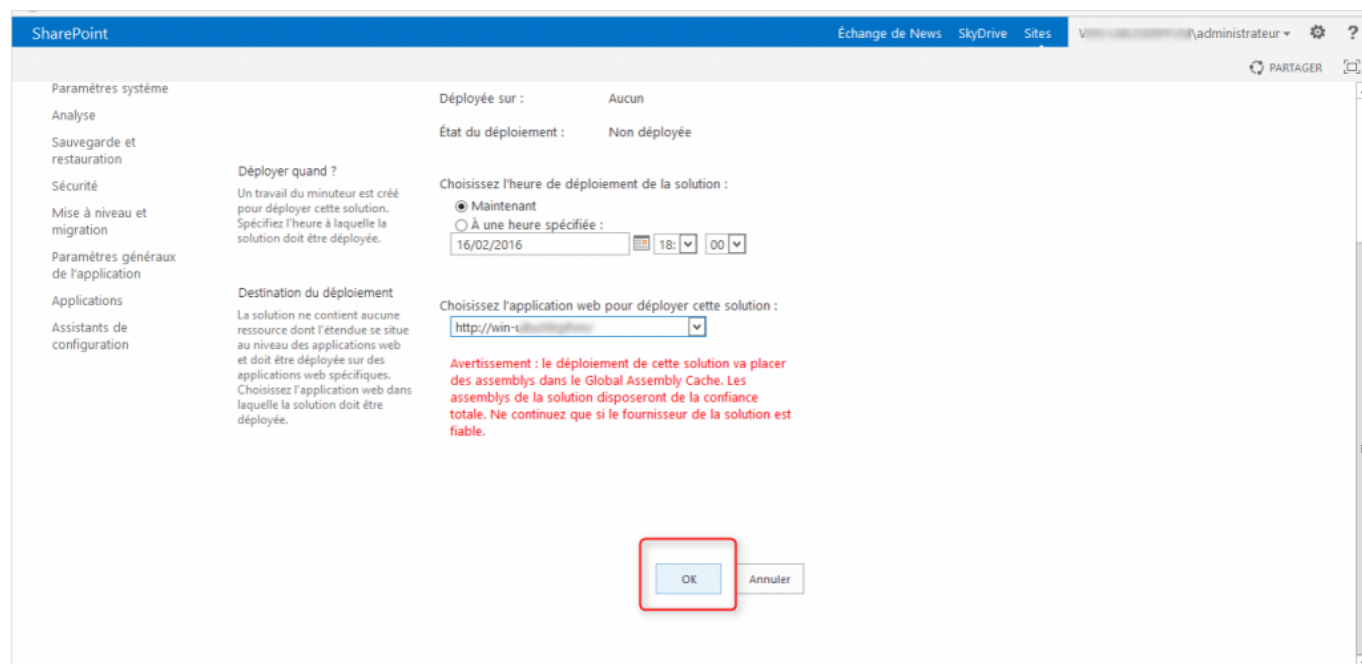 SharePoint
Échange de News SkyDrive Sites \administrateur ?
PARTAGER
Paramètres système
Analyse
Sauvegarde et
restauration
Sécurité
Mise à niveau et
migration
Paramètres généraux
de l'application
Applications
Assistants de
configuration
Déployée sur : Aucun
État du déploiement : Non déployée
Déployer quand ?
Un travail du minuteur est créé
pour déployer cette solution.
Spécifiez l'heure à laquelle la
solution doit être déployée.
Choisissez l'heure de déploiement de la solution :
Maintenant
À une heure spécifiée :
16/02/2016 18: 00
Destination du déploiement
La solution ne contient aucune
ressource dont l'étendue se situe
au niveau des applications web
et doit être déployée sur des
applications web spécifiques.
Choisissez l'application web dans
laquelle la solution doit être
déployée.
Choisissez l'application web pour déployer cette solution :
http://win-u
Avertissement : le déploiement de cette solution va placer
des assemblys dans le Global Assembly Cache. Les
assemblys de la solution disposeront de la confiance
totale. Ne continuez que si le fournisseur de la solution est
fiable.
OK Annuler